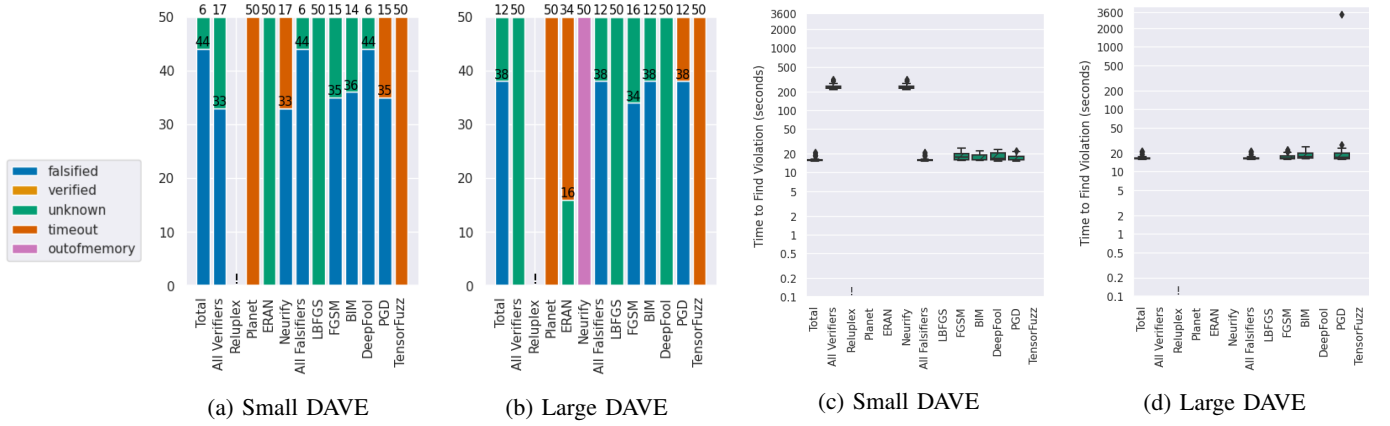 falsified
verified
unknown
timeout
outofmemory
6 17 50 50 17 6 50 15 14 6 15 50
50
44 44 44
40
33 33 35 36 35
30
20
10
0
!
Total
All Verifiers
Reluplex
Planet
ERAN
Neurify
All Falsifiers
LBFGS
FGSM
BIM
DeepFool
PGD
TensorFuzz
(a) Small DAVE
12 50 50 34 50 12 50 16 12 50 12 50
50
40
38 38 34 38 38
30
20
16
10
0
!
Total
All Verifiers
Reluplex
Planet
ERAN
Neurify
All Falsifiers
LBFGS
FGSM
BIM
DeepFool
PGD
TensorFuzz
(b) Large DAVE
Time to Find Violation (seconds)
3600
2000
1000
500
200
100
50
20
10
5
2
1
0.5
0.2
0.1
!
Total
All Verifiers
Reluplex
Planet
ERAN
Neurify
All Falsifiers
LBFGS
FGSM
BIM
DeepFool
PGD
TensorFuzz
(c) Small DAVE
Time to Find Violation (seconds)
3600
2000
1000
500
200
100
50
20
10
5
2
1
0.5
0.2
0.1
!
Total
All Verifiers
Reluplex
Planet
ERAN
Neurify
All Falsifiers
LBFGS
FGSM
BIM
DeepFool
PGD
TensorFuzz
(d) Large DAVE